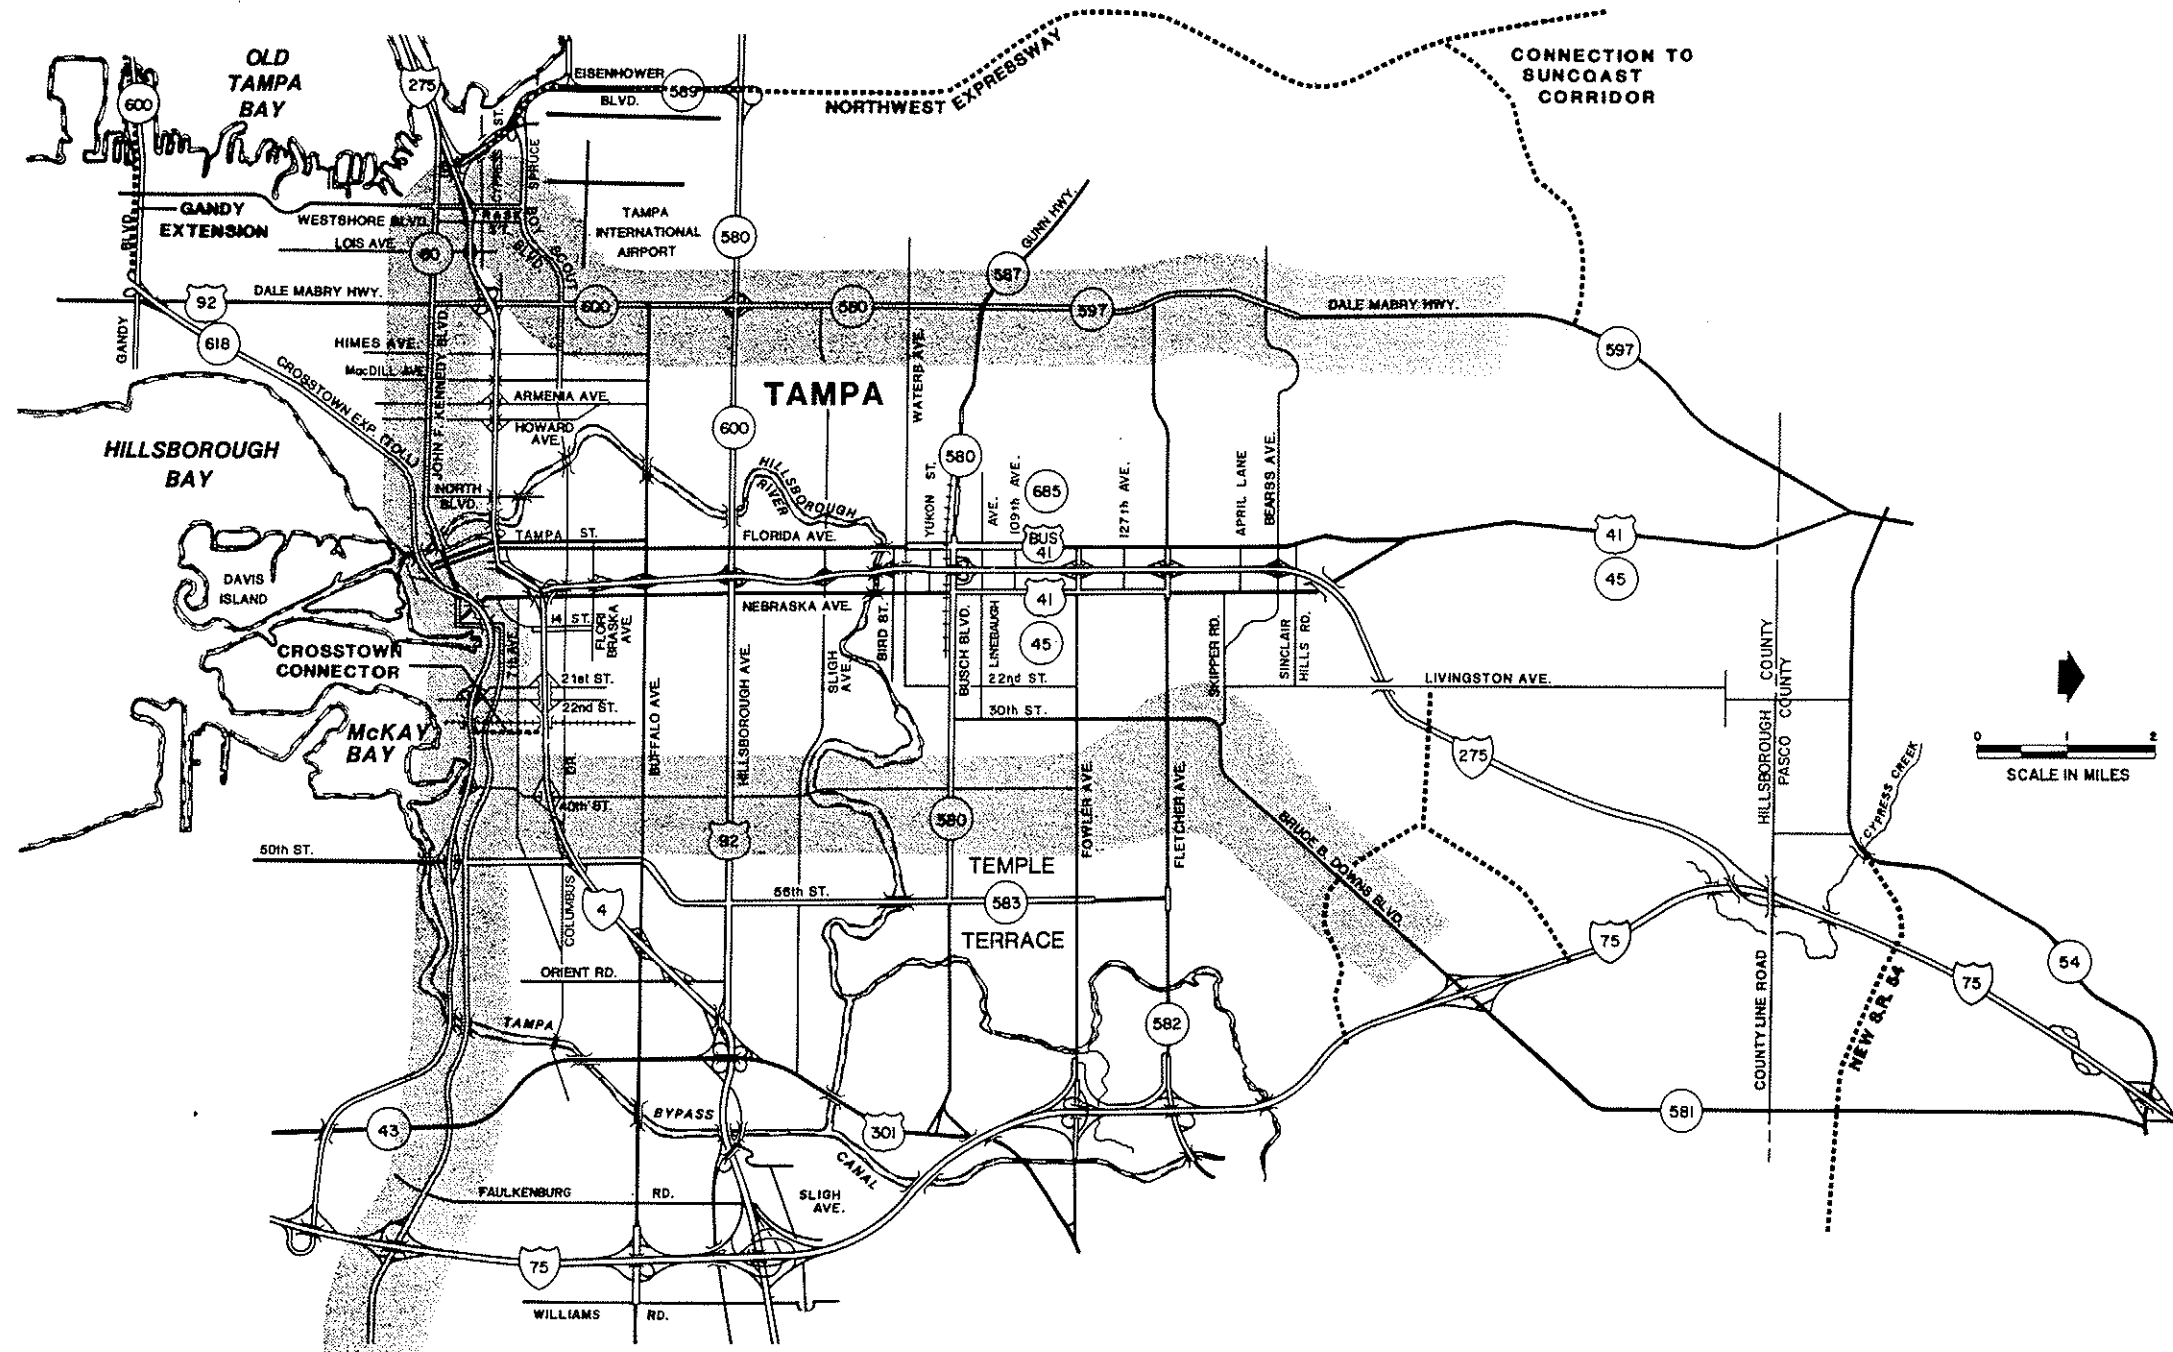 OLD
TAMPA
BAY
600
275
EISENHOWER
BLVD.
589
NORTHWEST EXPRESSWAY
CONNECTION TO
SUNCOAST
CORRIDOR
CYPRESS ST.
SPRUCE
BLVD
GANDY
EXTENSION
WESTSHORE BLVD.
LOIS AVE.
60
BOY
SCOUT
BLVD.
TAMPA
INTERNATIONAL
AIRPORT
580
GUNN HWY.
587
92
DALE MABRY HWY.
600
580
597
DALE MABRY HWY.
597
GANDY
618
HIMES AVE.
MacDILL AVE.
CROSSTOWN EXP. (TOLL)
JOHN F. KENNEDY BLVD.
ARMENIA AVE.
HOWARD
AVE.
TAMPA
WATERS AVE.
600
580
HILLSBOROUGH
BAY
NORTH
BLVD.
HILLSBOROUGH
RIVER
YUKON ST.
AVE.
109th AVE.
685
127th AVE.
APRIL LANE
BEARSS AVE.
TAMPA ST.
FLORIDA AVE.
BUS
41
41
45
DAVIS
ISLAND
NEBRASKA AVE.
41
45
14 ST.
FLORI
BRASKA
AVE.
7th AVE.
BIRD ST.
BUSCH BLVD.
LINEBAUGH
SKIPPER RD.
SINCLAIR
HILLS RD.
CROSSTOWN
CONNECTOR
21st ST.
22nd ST.
BUFFALO AVE.
HILLSBOROUGH AVE.
SLIGH
AVE.
22nd ST.
30th ST.
LIVINGSTON AVE.
HILLSBOROUGH COUNTY
PASCO COUNTY
McKAY
BAY
275
0 1 2
SCALE IN MILES
CYPRESS CREEK
DR.
40th ST.
92
580
FOWLER AVE.
FLETCHER AVE.
BRUCE B. DOWNS BLVD.
50th ST.
COLUMBUS
4
56th ST.
TEMPLE
583
TERRACE
75
54
75
ORIENT RD.
582
COUNTY LINE ROAD
NEW S.R. 54
TAMPA
BYPASS
CANAL
43
301
581
FAULKENBURG RD.
SLIGH
AVE.
75
WILLIAMS RD.